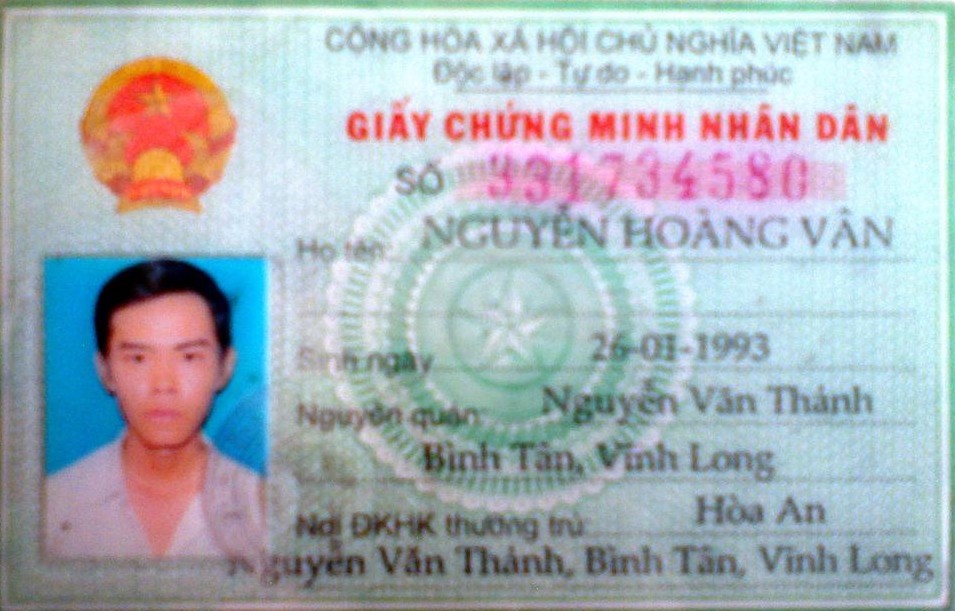 CỘNG HÒA XÃ HỘI CHỦ NGHĨA VIỆT NAM
Độc lập - Tự do - Hạnh phúc
GIẤY CHỨNG MINH NHÂN DÂN
SỐ 331734580
Họ tên: NGUYỄN HOÀNG VÂN
Sinh ngày 26-01-1993
Nguyên quán: Nguyễn Văn Thảnh
Bình Tân, Vĩnh Long
Nơi ĐKHK thường trú: Hòa An
Nguyễn Văn Thảnh, Bình Tân, Vĩnh Long